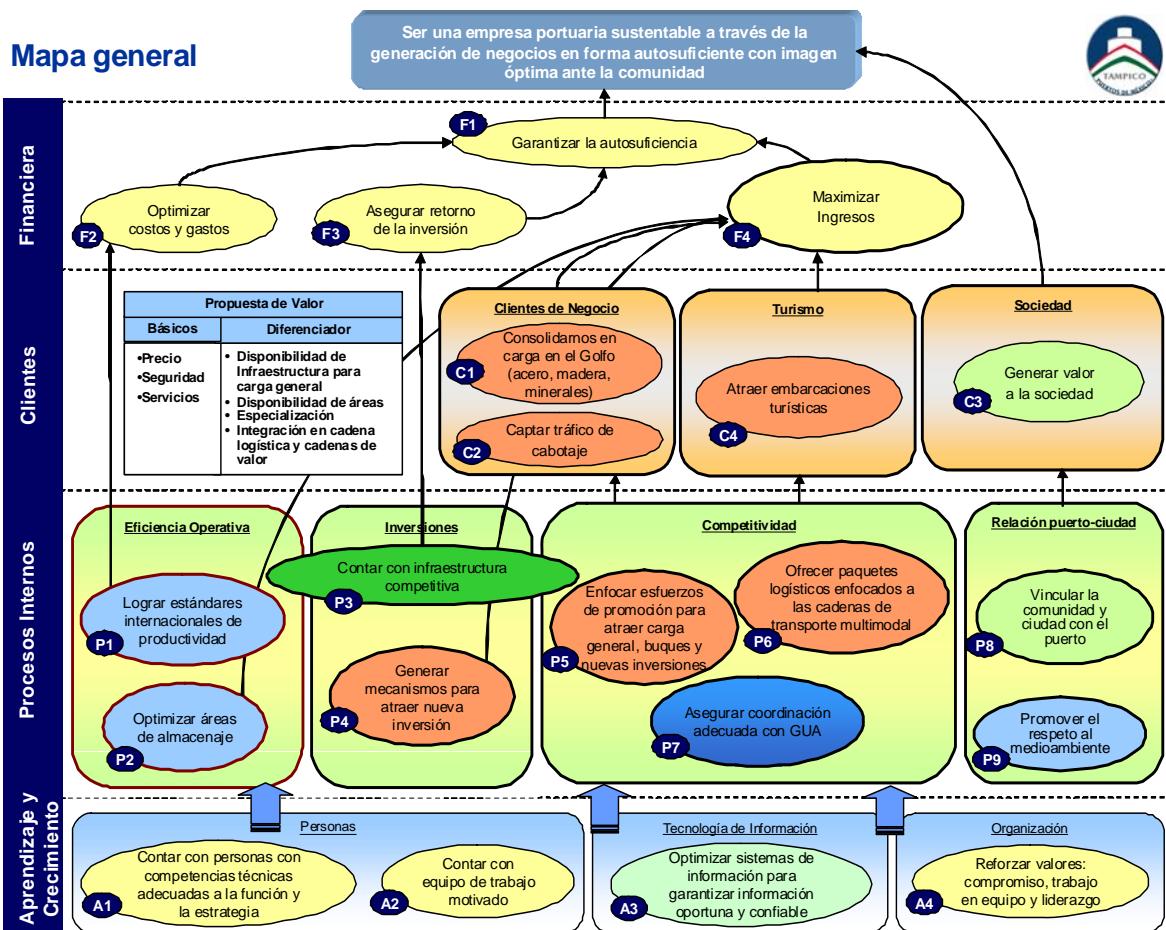 Mapa general
Ser una empresa portuaria sustentable a través de la
generación de negocios en forma autosuficiente con imagen
óptima ante la comunidad
TAMPICO
PUERTOS DE MÉXICO
Financiera
F1
Garantizar la autosuficiencia
Optimizar
costos y gastos
F2
Asegurar retorno
de la inversión
F3
Maximizar
Ingresos
F4
Clientes
Propuesta de Valor
Básicos
Diferenciador
•Precio
•Seguridad
•Servicios
• Disponibilidad de
Infraestructura para
carga general
• Disponibilidad de áreas
• Especialización
• Integración en cadena
logística y cadenas de
valor
Clientes de Negocio
Consolidarnos en
carga en el Golfo
(acero, madera,
minerales)
C1
Captar tráfico de
cabotaje
C2
Turismo
Atraer embarcaciones
turísticas
C4
Sociedad
Generar valor
a la sociedad
C3
Procesos Internos
Eficiencia Operativa
Lograr estándares
internacionales de
productividad
P1
Optimizar áreas
de almacenaje
P2
Inversiones
Contar con infraestructura
competitiva
P3
Generar
mecanismos para
atraer nueva
inversión
P4
Competitividad
Enfocar esfuerzos
de promoción para
atraer carga
general, buques y
nuevas inversiones
P5
Ofrecer paquetes
logísticos enfocados a
las cadenas de
transporte multimodal
P6
Asegurar coordinación
adecuada con GUA
P7
Relación puerto-ciudad
Vincular la
comunidad y
ciudad con el
puerto
P8
Promover el
respeto al
medioambiente
P9
Aprendizaje y
Crecimiento
Personas
Contar con personas con
competencias técnicas
adecuadas a la función y
la estrategia
A1
Contar con
equipo de trabajo
motivado
A2
Tecnología de Información
Optimizar sistemas de
información para
garantizar información
oportuna y confiable
A3
Organización
Reforzar valores:
compromiso, trabajo
en equipo y liderazgo
A4